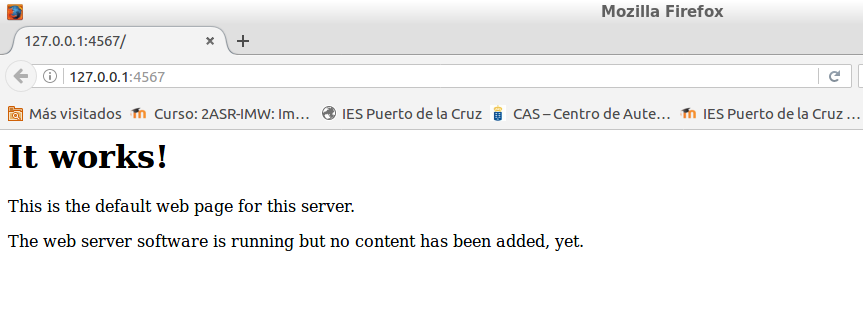 Mozilla Firefox
127.0.0.1:4567/
127.0.0.1:4567
Más visitados Curso: 2ASR-IMW: Im... IES Puerto de la Cruz CAS – Centro de Aute... IES Puerto de la Cruz ...
It works!
This is the default web page for this server.
The web server software is running but no content has been added, yet.